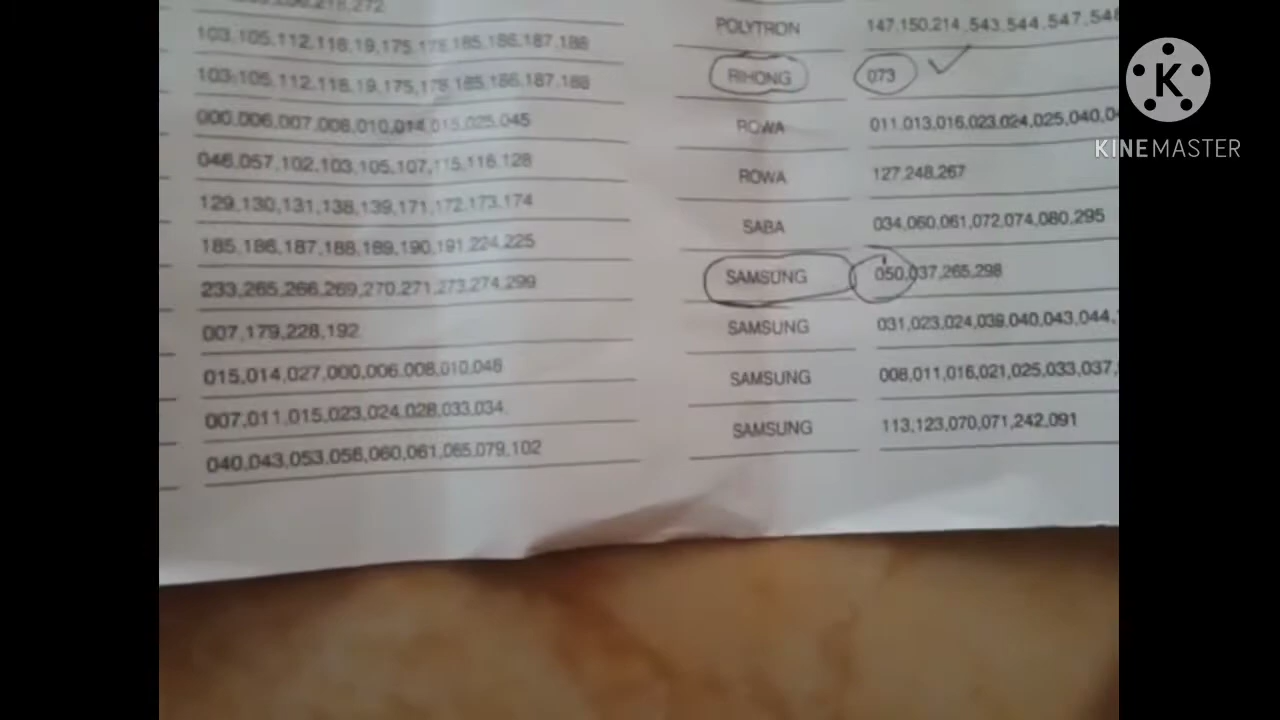 103,105,112,118,19,175,178,185,186,187,188
103,105,112,118,19,175,178,185,186,187,188
000,006,007,008,010,014,015,025,045
046,057,102,103,105,107,115,116,128
129,130,131,138,139,171,172,173,174
185,186,187,188,189,190,191,224,225
233,265,266,269,270,271,273,274,299
007,179,228,192
015,014,027,000,006,008,010,048
007,011,015,023,024,028,033,034
040,043,053,056,060,061,065,079,102
POLYTRON 147,150,214,543,544,547,548
RIHONG 073
ROWA 011,013,016,023,024,025,040,
ROWA 127,248,267
SABA 034,060,061,072,074,080,295
SAMSUNG 050,037,265,298
SAMSUNG 031,023,024,039,040,043,044,
SAMSUNG 008,011,016,021,025,033,037,
SAMSUNG 113,123,070,071,242,091
K
KINEMASTER